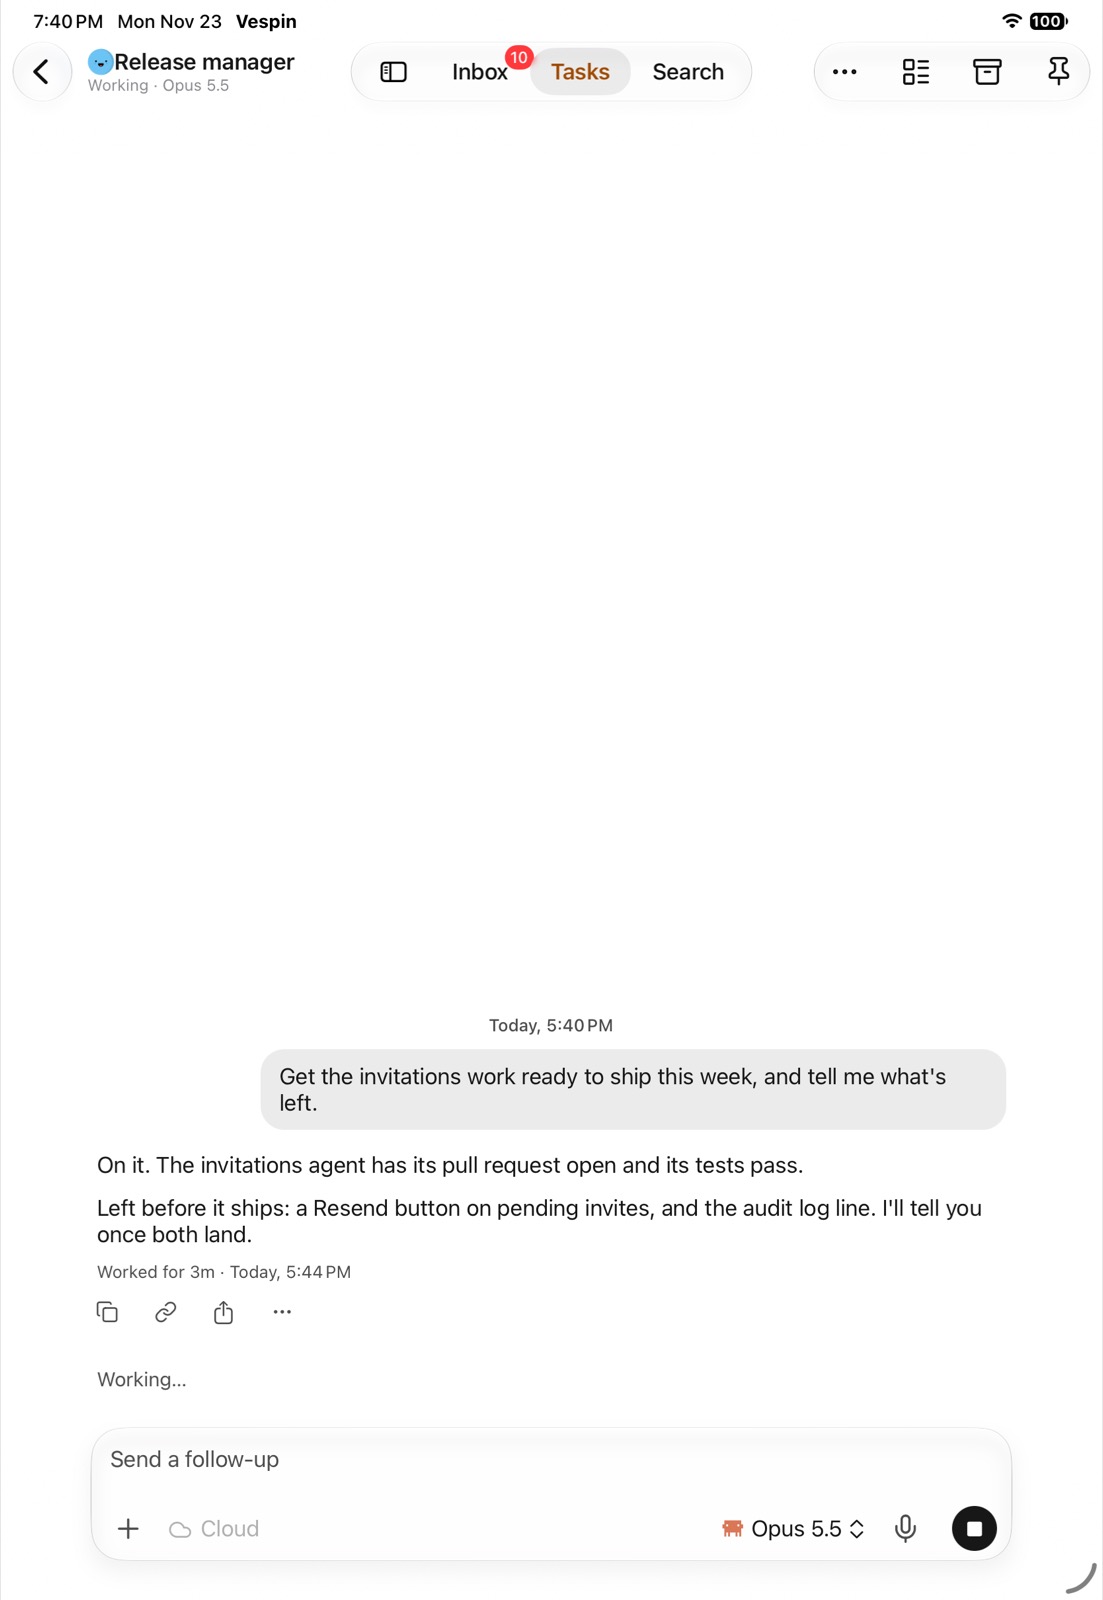 7:40 PM Mon Nov 23 Vespin
100
Release manager
Working · Opus 5.5
Inbox
10
Tasks
Search
Today, 5:40 PM
Get the invitations work ready to ship this week, and tell me what's
left.
On it. The invitations agent has its pull request open and its tests pass.
Left before it ships: a Resend button on pending invites, and the audit log line. I'll tell you
once both land.
Worked for 3m · Today, 5:44 PM
Working...
Send a follow-up
Cloud
Opus 5.5